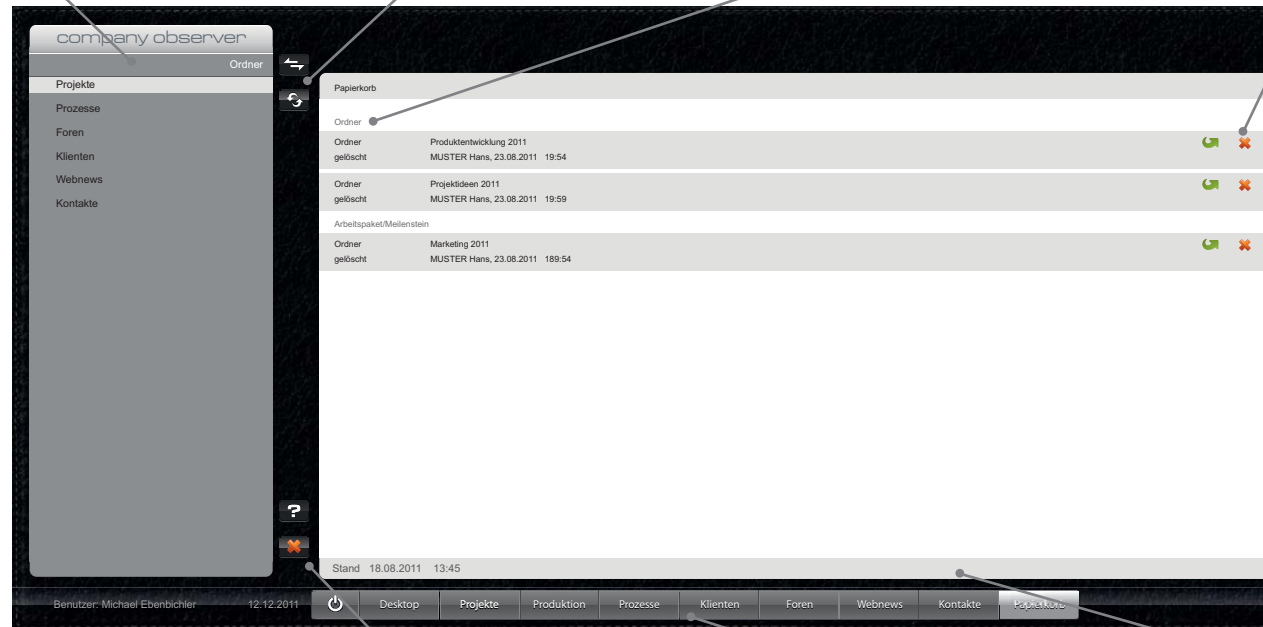 company observer
Ordner
Projekte
Prozesse
Foren
Klienten
Webnews
Kontakte
Papierkorb
Ordner
Ordner Produktentwicklung 2011
gelöscht MUSTER Hans, 23.08.2011 19:54
Ordner Projektideen 2011
gelöscht MUSTER Hans, 23.08.2011 19:59
Arbeitspaket/Meilenstein
Ordner Marketing 2011
gelöscht MUSTER Hans, 23.08.2011 189:54
?
Stand 18.08.2011 13:45
Benutzer: Michael Ebenbichler 12.12.2011 Desktop Projekte Produktion Prozesse Klienten Foren Webnews Kontakte Papierkorb